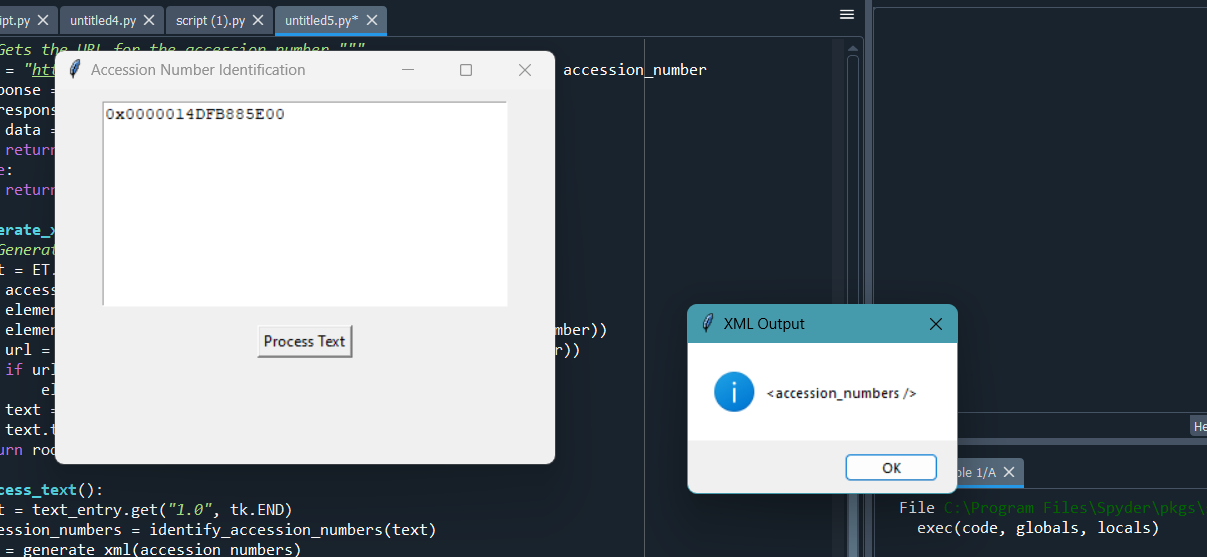 ipt.py
untitled4.py
script (1).py
untitled5.py*
Gets the URL for the accession number """
= "htt
accession_number
ponse =
respons
data =
return
e:
return
erate_x
Generat
t = ET.
access
elemen
elemen
mber))
url =
r))
if url
el
text =
text.t
urn roo
cess_text():
t = text_entry.get("1.0", tk.END)
ession_numbers = identify_accession_numbers(text)
= generate_xml(accession_numbers)
Accession Number Identification
0x0000014DFB885E00
Process Text
XML Output
<accession_numbers />
OK
He
ole 1/A
File C:\Program Files\Spyder\pkgs\
exec(code, globals, locals)